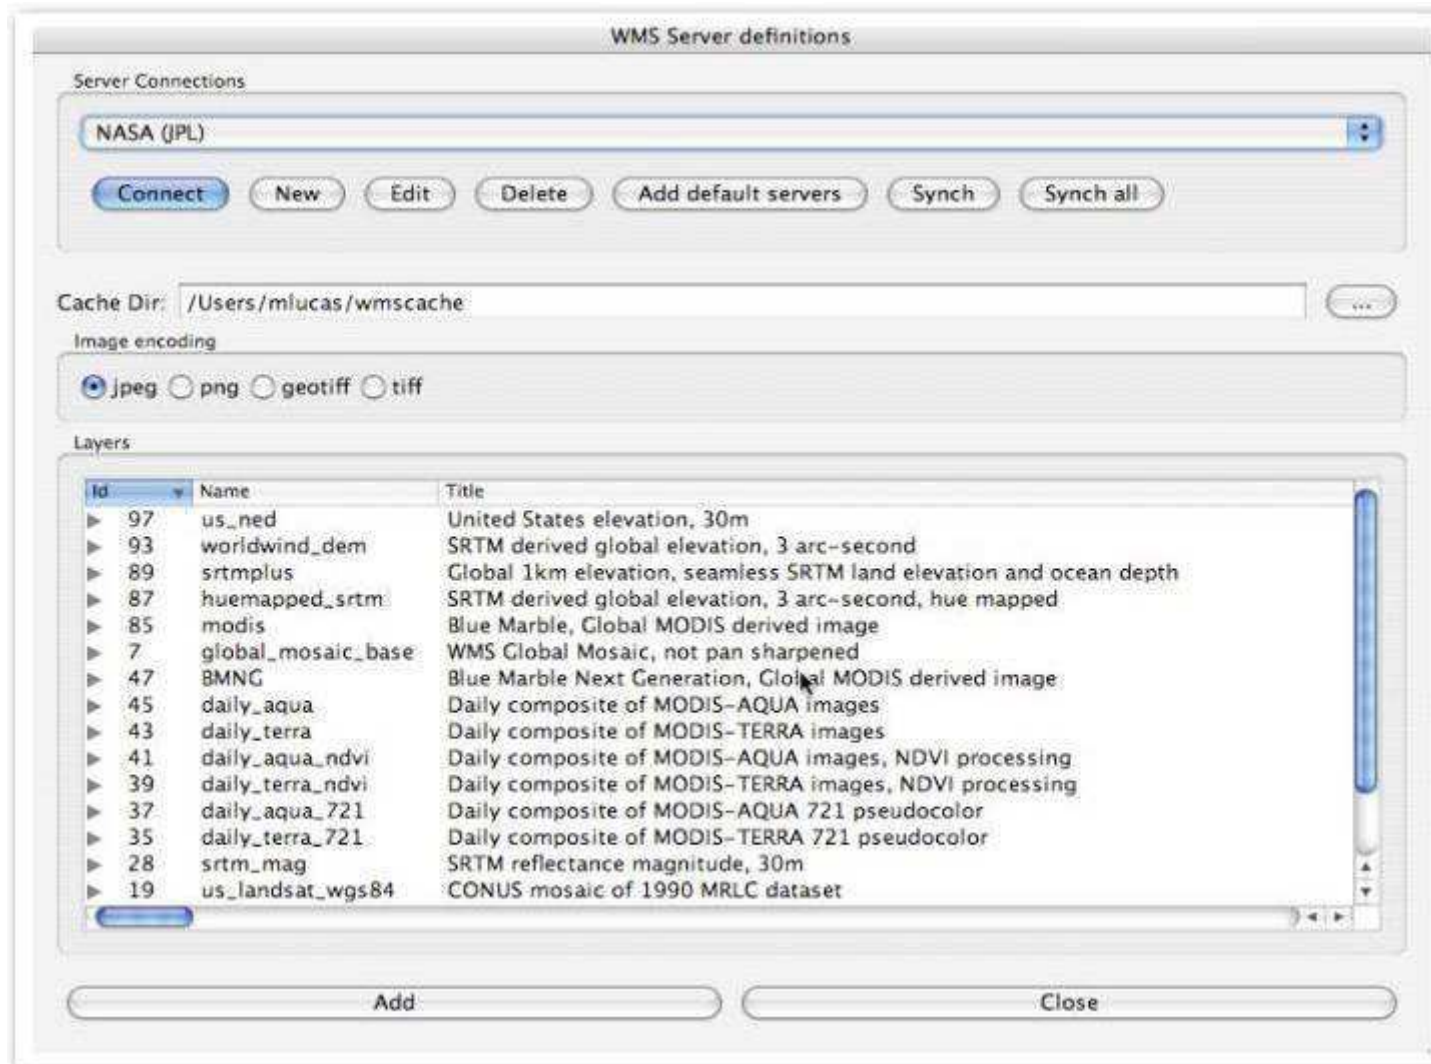 WMS Server definitions
Server Connections
NASA (JPL)
Connect New Edit Delete Add default servers Synch Synch all
Cache Dir: /Users/mlucas/wmscache ...
Image encoding
jpeg png geotiff tiff
Layers
Id Name Title
97 us_ned United States elevation, 30m
93 worldwind_dem SRTM derived global elevation, 3 arc-second
89 srtmplus Global 1km elevation, seamless SRTM land elevation and ocean depth
87 huemapped_srtm SRTM derived global elevation, 3 arc-second, hue mapped
85 modis Blue Marble, Global MODIS derived image
7 global_mosaic_base WMS Global Mosaic, not pan sharpened
47 BMNG Blue Marble Next Generation, Global MODIS derived image
45 daily_aqua Daily composite of MODIS-AQUA images
43 daily_terra Daily composite of MODIS-TERRA images
41 daily_aqua_ndvi Daily composite of MODIS-AQUA images, NDVI processing
39 daily_terra_ndvi Daily composite of MODIS-TERRA images, NDVI processing
37 daily_aqua_721 Daily composite of MODIS-AQUA 721 pseudocolor
35 daily_terra_721 Daily composite of MODIS-TERRA 721 pseudocolor
28 srtm_mag SRTM reflectance magnitude, 30m
19 us_landsat_wgs84 CONUS mosaic of 1990 MRLC dataset
Add Close